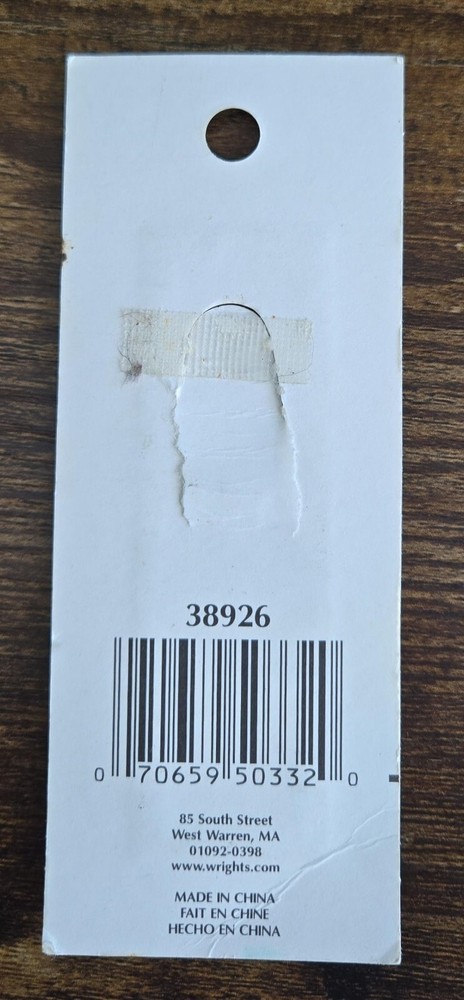 38926
0 70659 50332 0
85 South Street
West Warren, MA
01092-0398
www.wrights.com
MADE IN CHINA
FAIT EN CHINE
HECHO EN CHINA